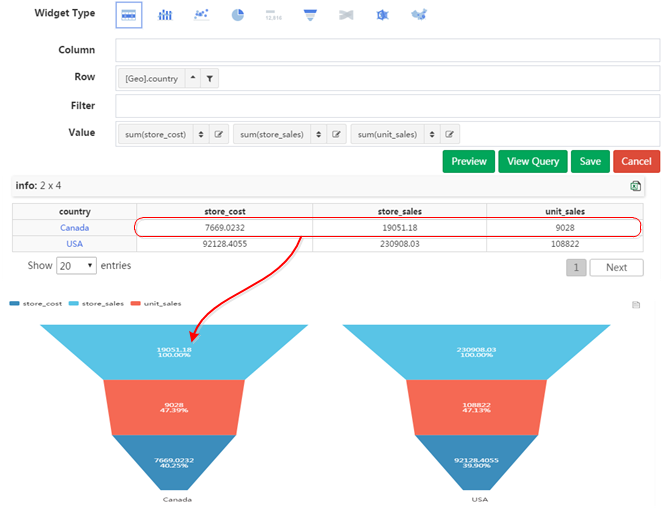 Widget Type
Column
Row [Geo].country
Filter
Value sum(store_cost) sum(store_sales) sum(unit_sales)
Preview View Query Save Cancel
info: 2 x 4
country store_cost store_sales unit_sales
Canada 7669.0232 19051.18 9028
USA 92128.4055 230908.03 108822
Show 20 entries
1 Next
store_cost store_sales unit_sales
19051.18
100.00%
9028
47.39%
7669.0232
40.25%
Canada
230908.03
100.00%
108822
47.13%
92128.4055
39.90%
USA